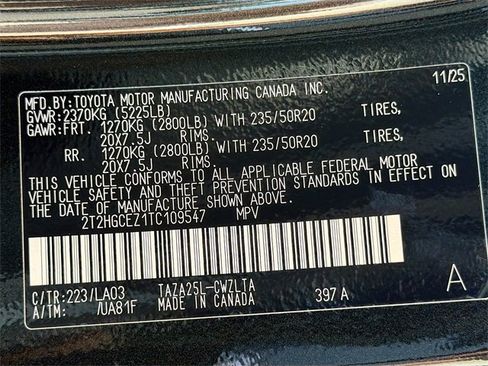 MFD.BY:TOYOTA MOTOR MANUFACTURING CANADA INC. 11/25
GVWR:2370KG (5225LB)
GAWR:FRT. 1270KG (2800LB) WITH 235/50R20 TIRES,
20X7.5J RIMS.
RR. 1270KG (2800LB) WITH 235/50R20 TIRES,
20X7.5J RIMS.
THIS VEHICLE CONFORMS TO ALL APPLICABLE FEDERAL MOTOR
VEHICLE SAFETY AND THEFT PREVENTION STANDARDS IN EFFECT ON
THE DATE OF MANUFACTURE SHOWN ABOVE.
2T2HGCEZ1TC109547 MPV
C/TR:223/LA03 TAZA25L-CWZLTA A
A/TM: /UA81F MADE IN CANADA 397A